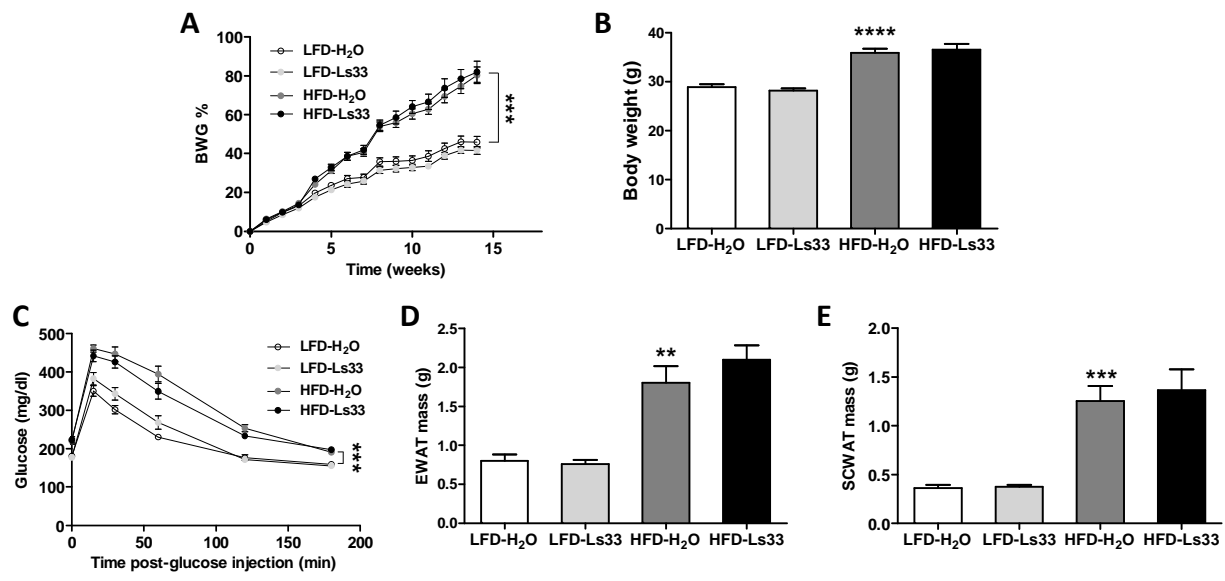 A
BWG %
100
80
60
40
20
0
0 5 10 15
Time (weeks)
LFD-H₂O
LFD-Ls33
HFD-H₂O
HFD-Ls33
***
B
Body weight (g)
40
30
20
10
0
****
LFD-H₂O LFD-Ls33 HFD-H₂O HFD-Ls33
C
Glucose (mg/dl)
500
400
300
200
100
0
0 50 100 150 200
Time post-glucose injection (min)
LFD-H₂O
LFD-Ls33
HFD-H₂O
HFD-Ls33
***
D
EWAT mass (g)
2.5
2.0
1.5
1.0
0.5
0.0
**
LFD-H₂O LFD-Ls33 HFD-H₂O HFD-Ls33
E
SCWAT mass (g)
2.0
1.5
1.0
0.5
0.0
***
LFD-H₂O LFD-Ls33 HFD-H₂O HFD-Ls33